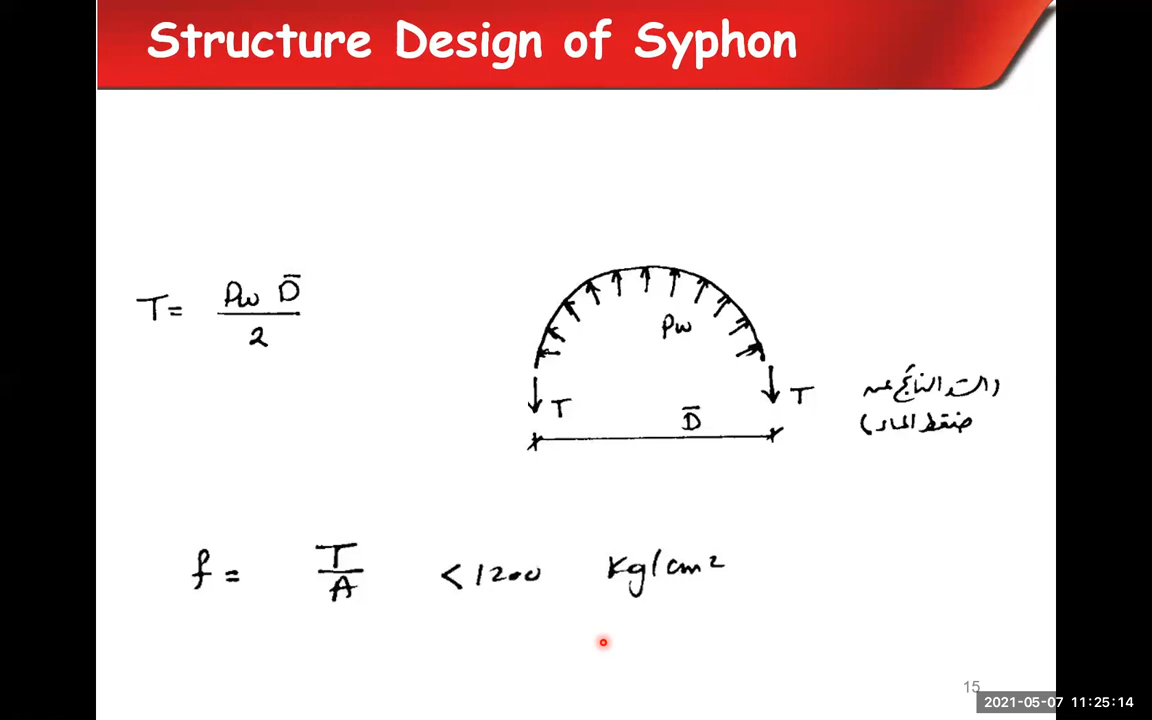 Structure Design of Syphon
T = Pw D̄ / 2
Pw
T
T
D̄
(الشد الناتج عن
ضغط الماء)
f = T / A < 1200 Kg/cm2
15
2021-05-07 11:25:14